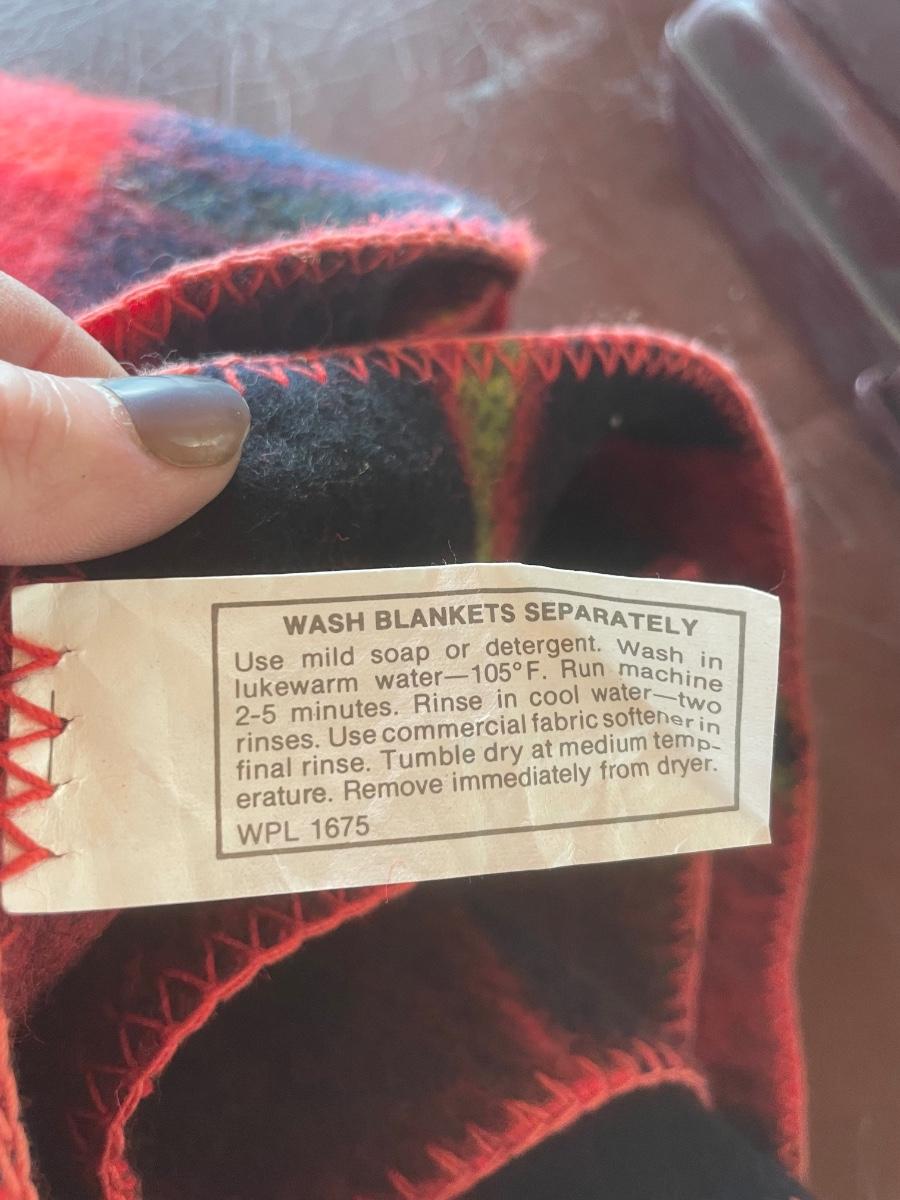 WASH BLANKETS SEPARATELY
Use mild soap or detergent. Wash in
lukewarm water—105°F. Run machine
2-5 minutes. Rinse in cool water—two
rinses. Use commercial fabric softener in
final rinse. Tumble dry at medium temp-
erature. Remove immediately from dryer.
WPL 1675